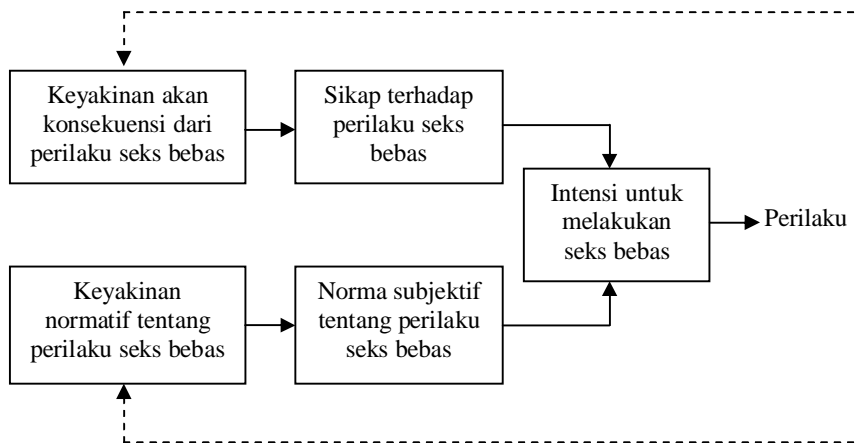 Keyakinan akan
konsekuensi dari
perilaku seks bebas
Sikap terhadap
perilaku seks
bebas
Intensi untuk
melakukan
seks bebas
Perilaku
Keyakinan
normatif tentang
perilaku seks bebas
Norma subjektif
tentang perilaku
seks bebas